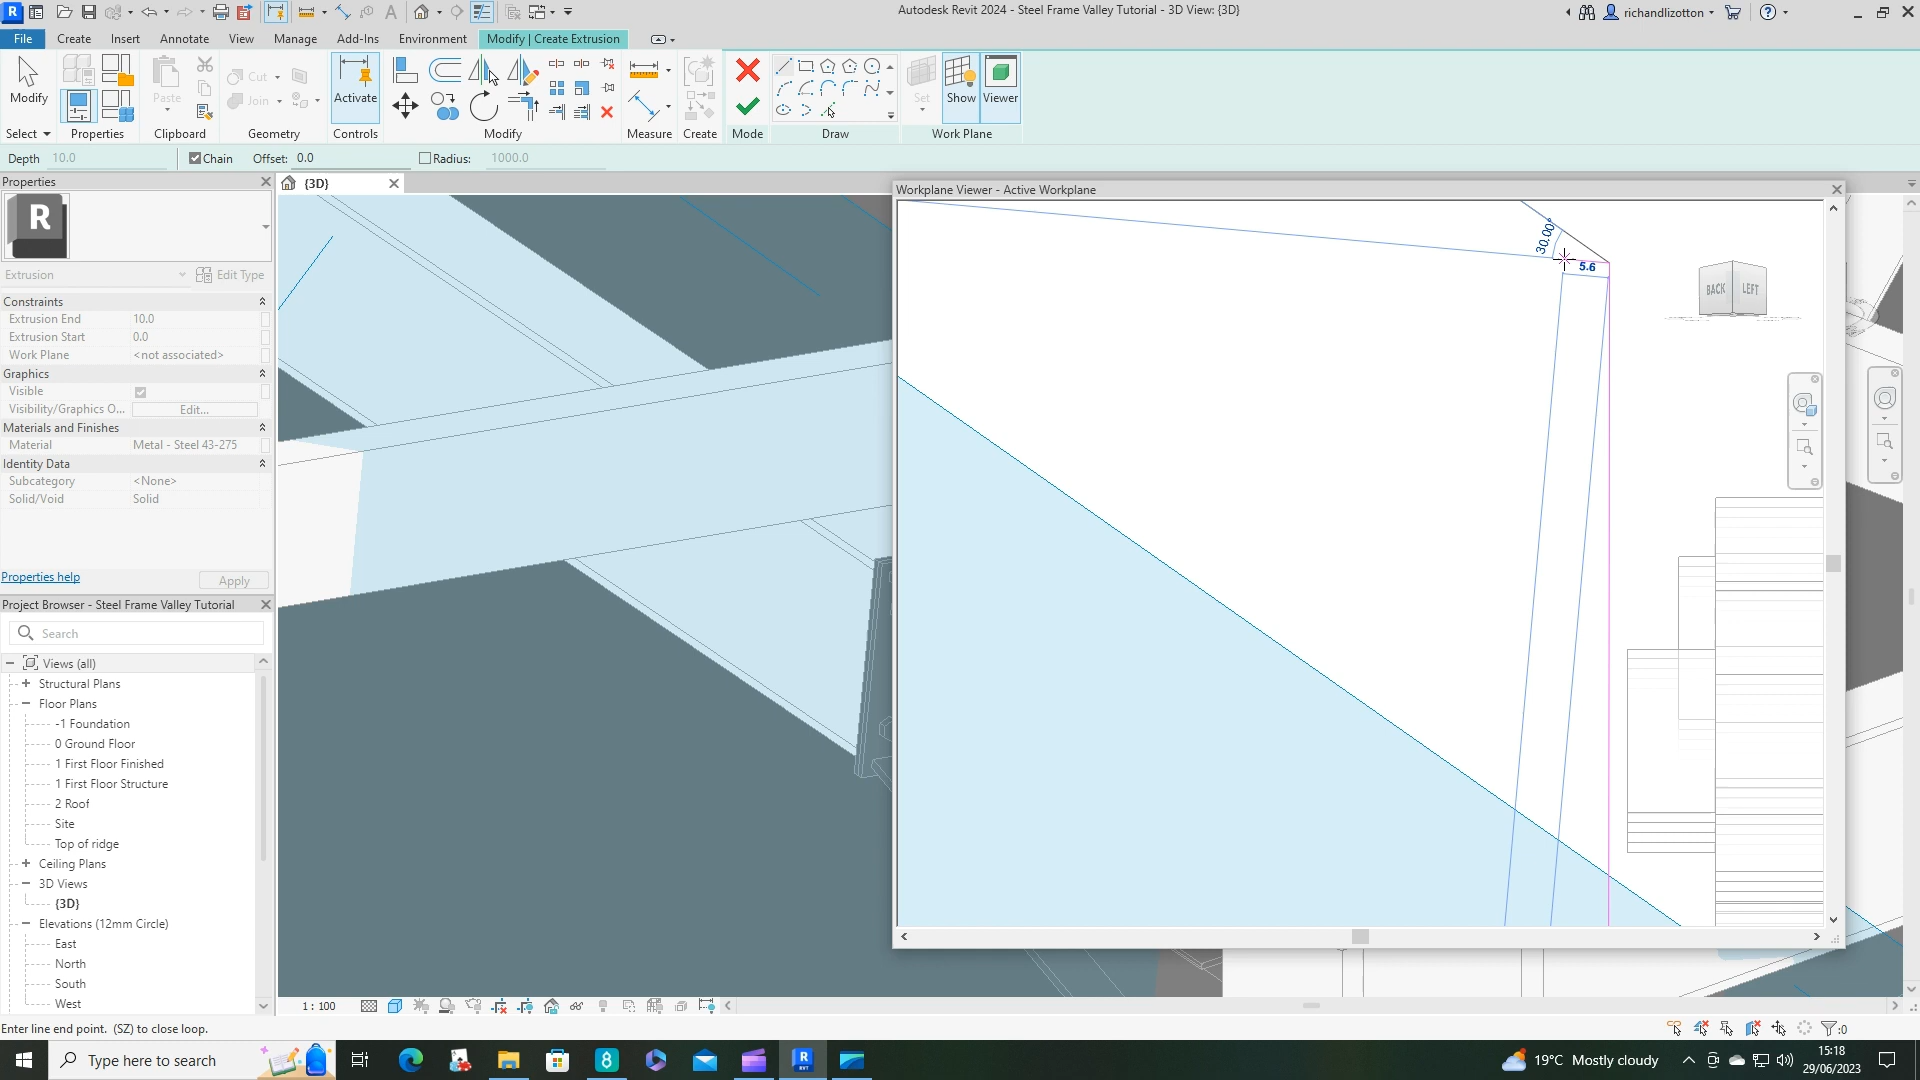 Autodesk Revit 2024 - Steel Frame Valley Tutorial - 3D View: {3D}
richandlizotton
File
Create
Insert
Annotate
View
Manage
Add-Ins
Environment
Modify | Create Extrusion
Modify
Paste
Cut
Join
Activate
Set
Show
Viewer
Select
Properties
Clipboard
Geometry
Controls
Modify
Measure
Create
Mode
Draw
Work Plane
Depth 10.0
Chain
Offset: 0.0
Radius: 1000.0
Properties
{3D}
Workplane Viewer - Active Workplane
R
Extrusion
Edit Type
Constraints
Extrusion End 10.0
Extrusion Start 0.0
Work Plane <not associated>
Graphics
Visible
Visibility/Graphics O... Edit...
Materials and Finishes
Material Metal - Steel 43-275
Identity Data
Subcategory <None>
Solid/Void Solid
Properties help
Apply
30.00°
5.6
BACK
LEFT
Project Browser - Steel Frame Valley Tutorial
Search
Views (all)
Structural Plans
Floor Plans
-1 Foundation
0 Ground Floor
1 First Floor Finished
1 First Floor Structure
2 Roof
Site
Top of ridge
Ceiling Plans
3D Views
{3D}
Elevations (12mm Circle)
East
North
South
West
1 : 100
Enter line end point. (SZ) to close loop.
:0
Type here to search
19°C Mostly cloudy
15:18
29/06/2023